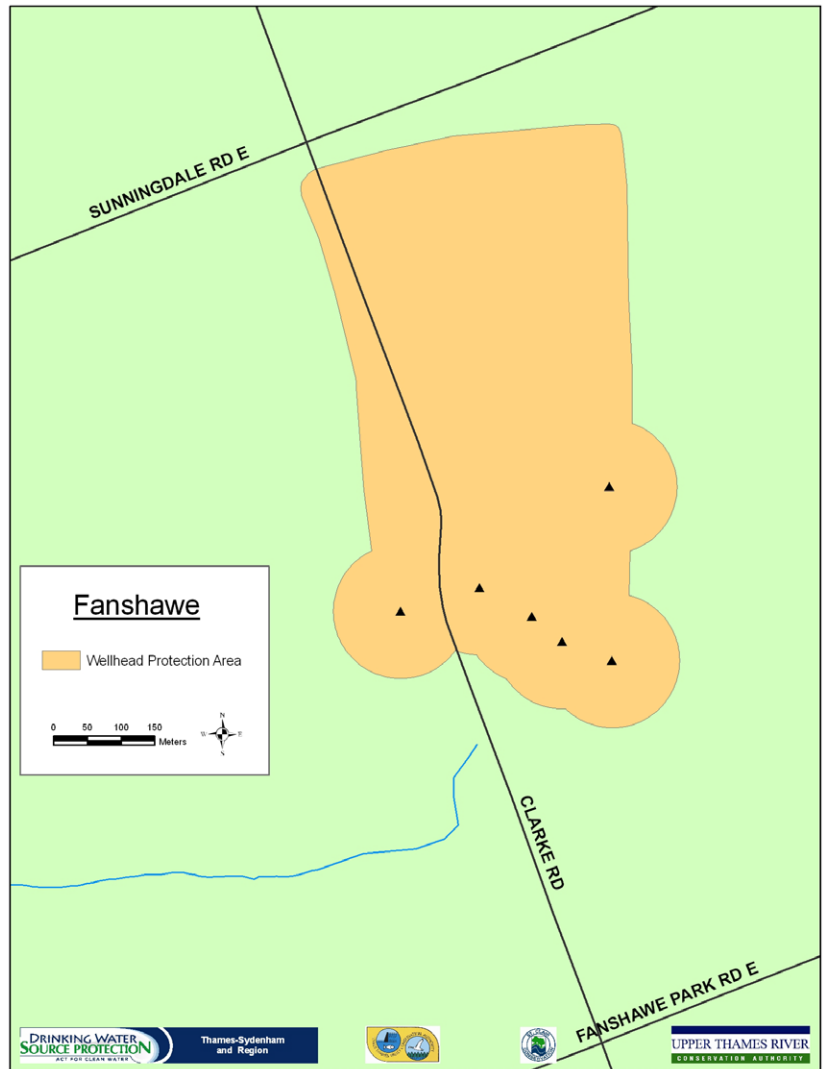 SUNNINGDALE RD E
Fanshawe
Wellhead Protection Area
0 50 100 150
Meters
N
W E
S
CLARKE RD
FANSHAWE PARK RD E
DRINKING WATER
SOURCE PROTECTION
ACT FOR CLEAN WATER
Thames-Sydenham
and Region
UPPER THAMES RIVER
CONSERVATION AUTHORITY